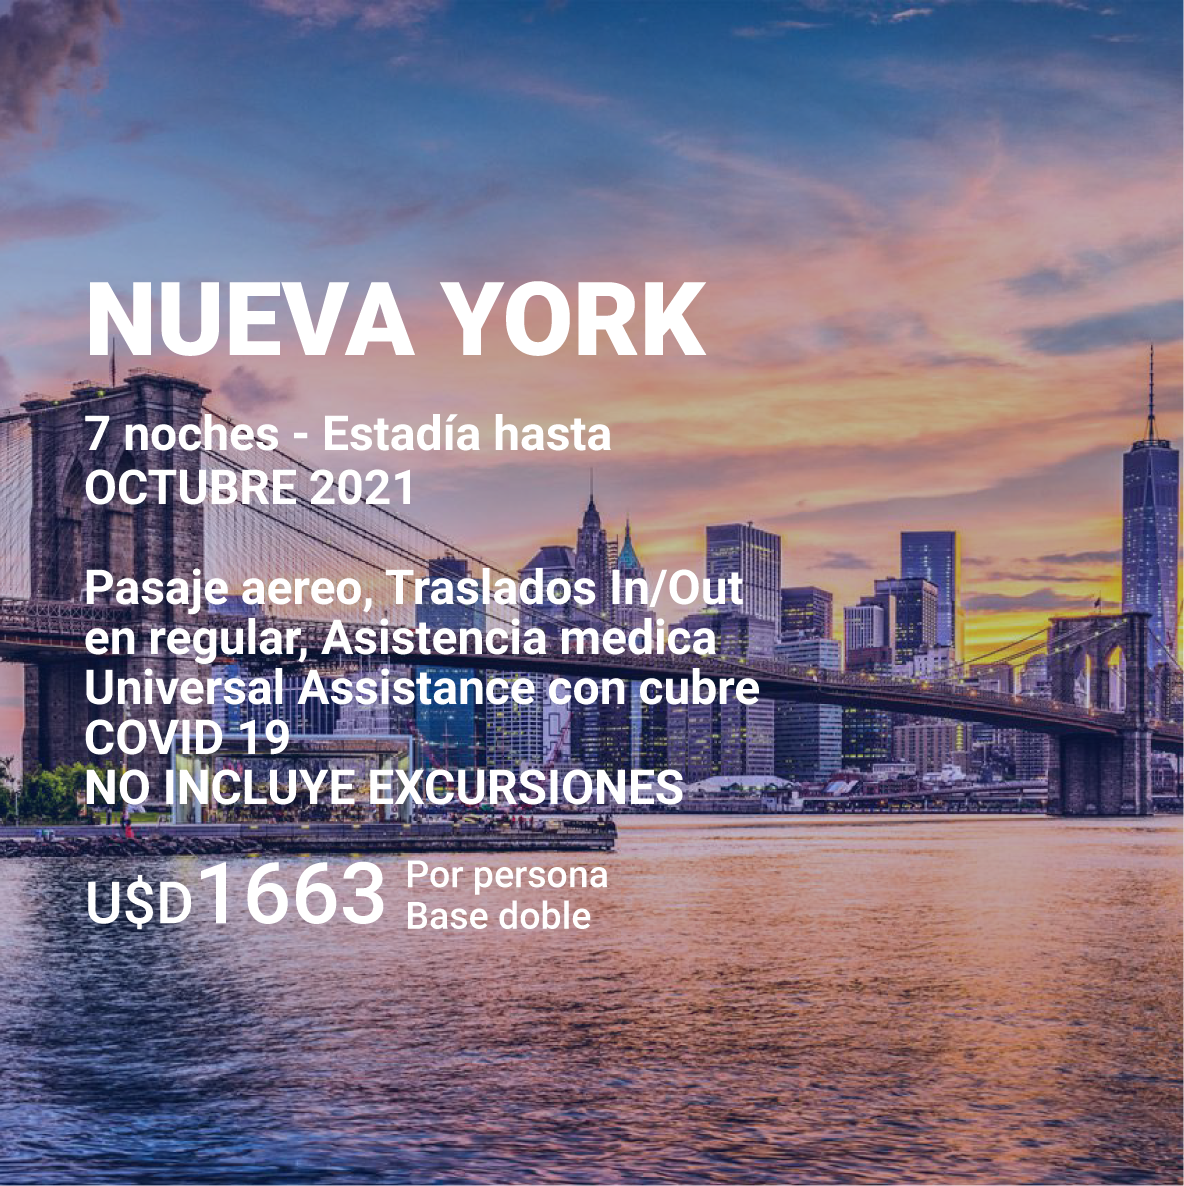 NUEVA YORK
7 noches - Estadía hasta
OCTUBRE 2021
Pasaje aereo, Traslados In/Out
en regular, Asistencia medica
Universal Assistance con cubre
COVID 19
NO INCLUYE EXCURSIONES
U$D1663 Por persona
Base doble